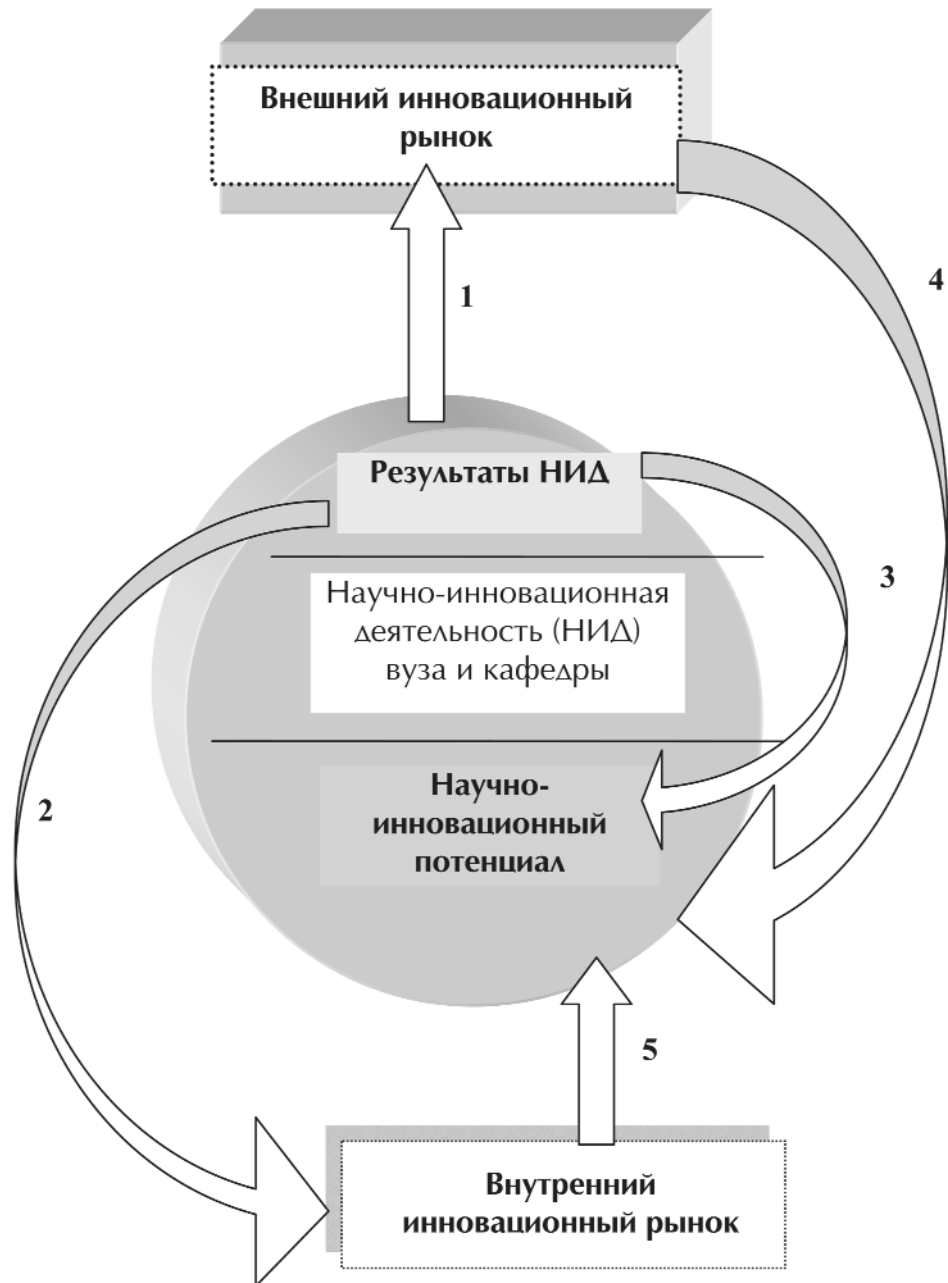 Внешний инновационный
рынок
4
1
Результаты НИД
3
Научно-инновационная
деятельность (НИД)
вуза и кафедры
2
Научно-
инновационный
потенциал
5
Внутренний
инновационный рынок